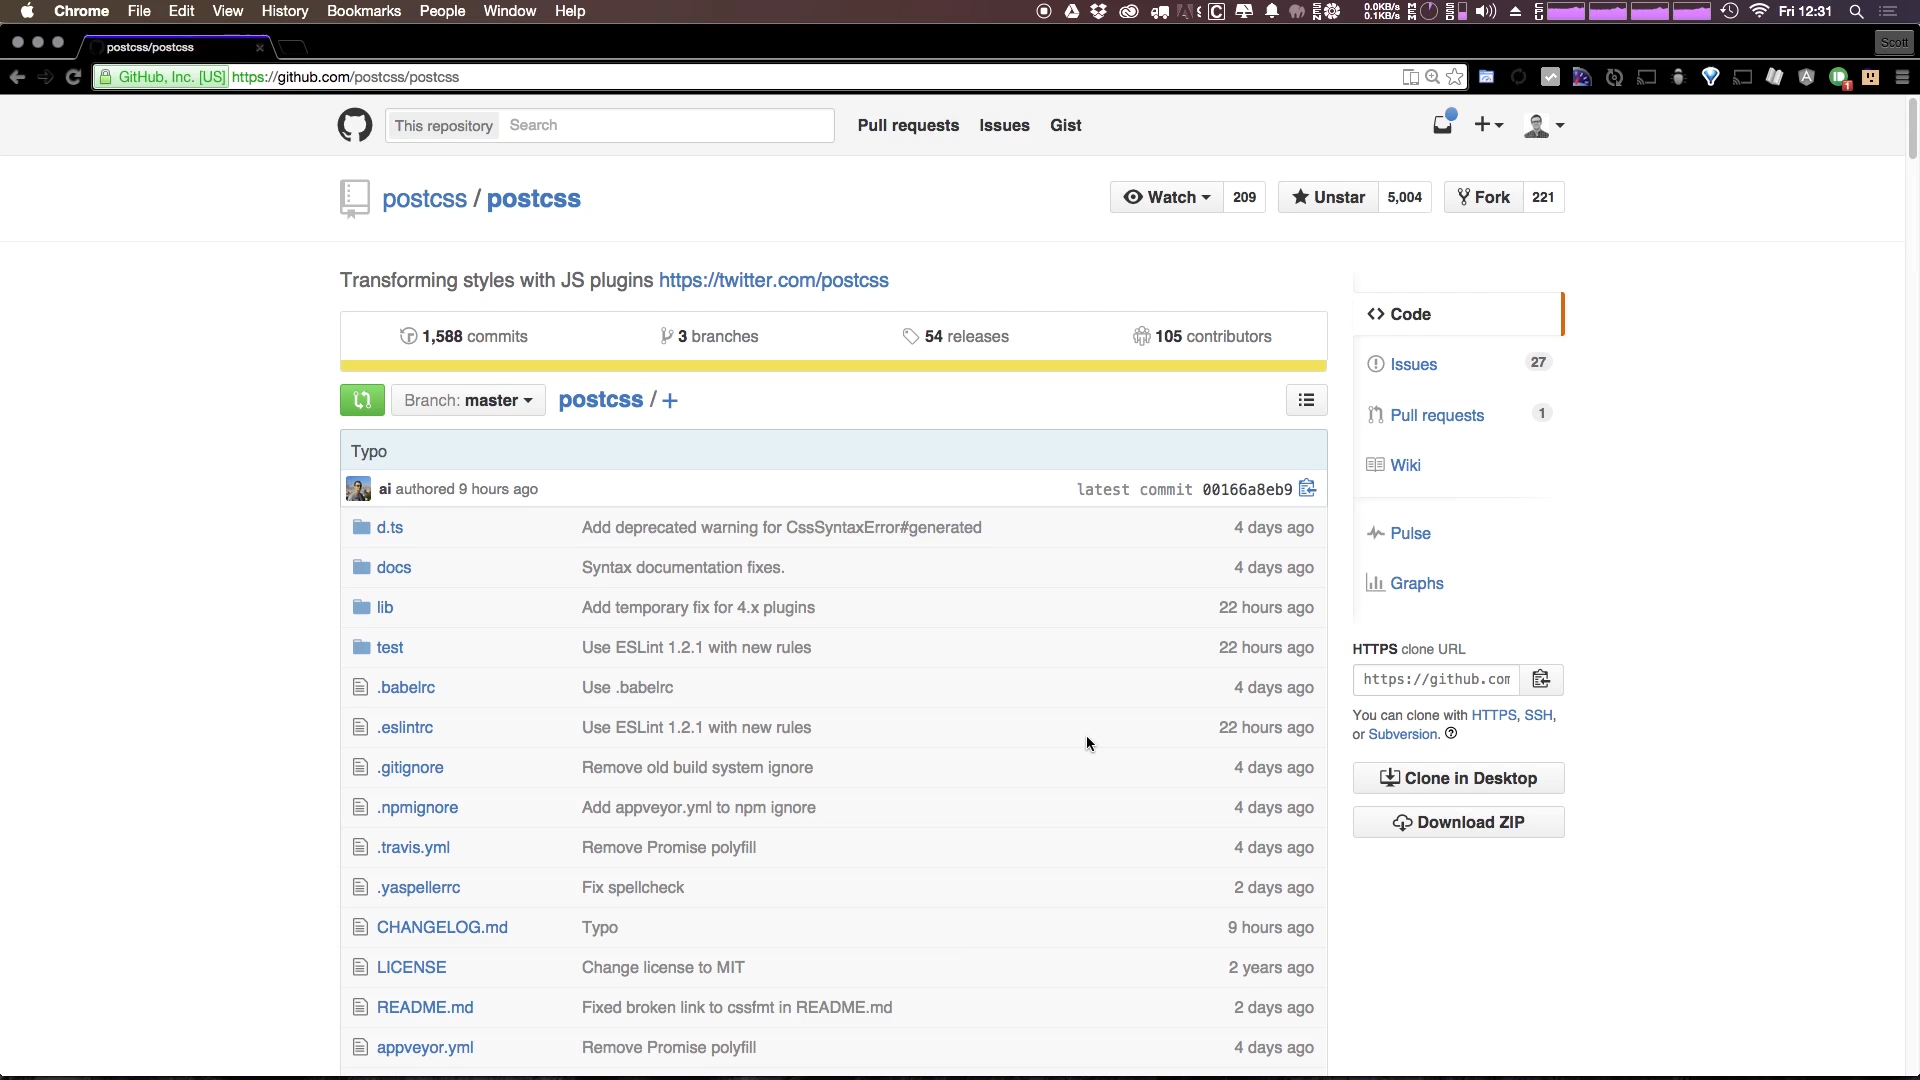 Chrome File Edit View History Bookmarks People Window Help 0.0KB/s 0.1KB/s Fri 12:31
postcss/postcss Scott
GitHub, Inc. [US] https://github.com/postcss/postcss
This repository Search Pull requests Issues Gist
postcss / postcss Watch 209 Unstar 5,004 Fork 221
Transforming styles with JS plugins https://twitter.com/postcss
1,588 commits 3 branches 54 releases 105 contributors
Branch: master postcss / +
Typo
ai authored 9 hours ago latest commit 00166a8eb9
d.ts Add deprecated warning for CssSyntaxError#generated 4 days ago
docs Syntax documentation fixes. 4 days ago
lib Add temporary fix for 4.x plugins 22 hours ago
test Use ESLint 1.2.1 with new rules 22 hours ago
.babelrc Use .babelrc 4 days ago
.eslintrc Use ESLint 1.2.1 with new rules 22 hours ago
.gitignore Remove old build system ignore 4 days ago
.npmignore Add appveyor.yml to npm ignore 4 days ago
.travis.yml Remove Promise polyfill 4 days ago
.yaspellerrc Fix spellcheck 2 days ago
CHANGELOG.md Typo 9 hours ago
LICENSE Change license to MIT 2 years ago
README.md Fixed broken link to cssfmt in README.md 2 days ago
appveyor.yml Remove Promise polyfill 4 days ago
Code
Issues 27
Pull requests 1
Wiki
Pulse
Graphs
HTTPS clone URL
https://github.com
You can clone with HTTPS, SSH,
or Subversion.
Clone in Desktop
Download ZIP